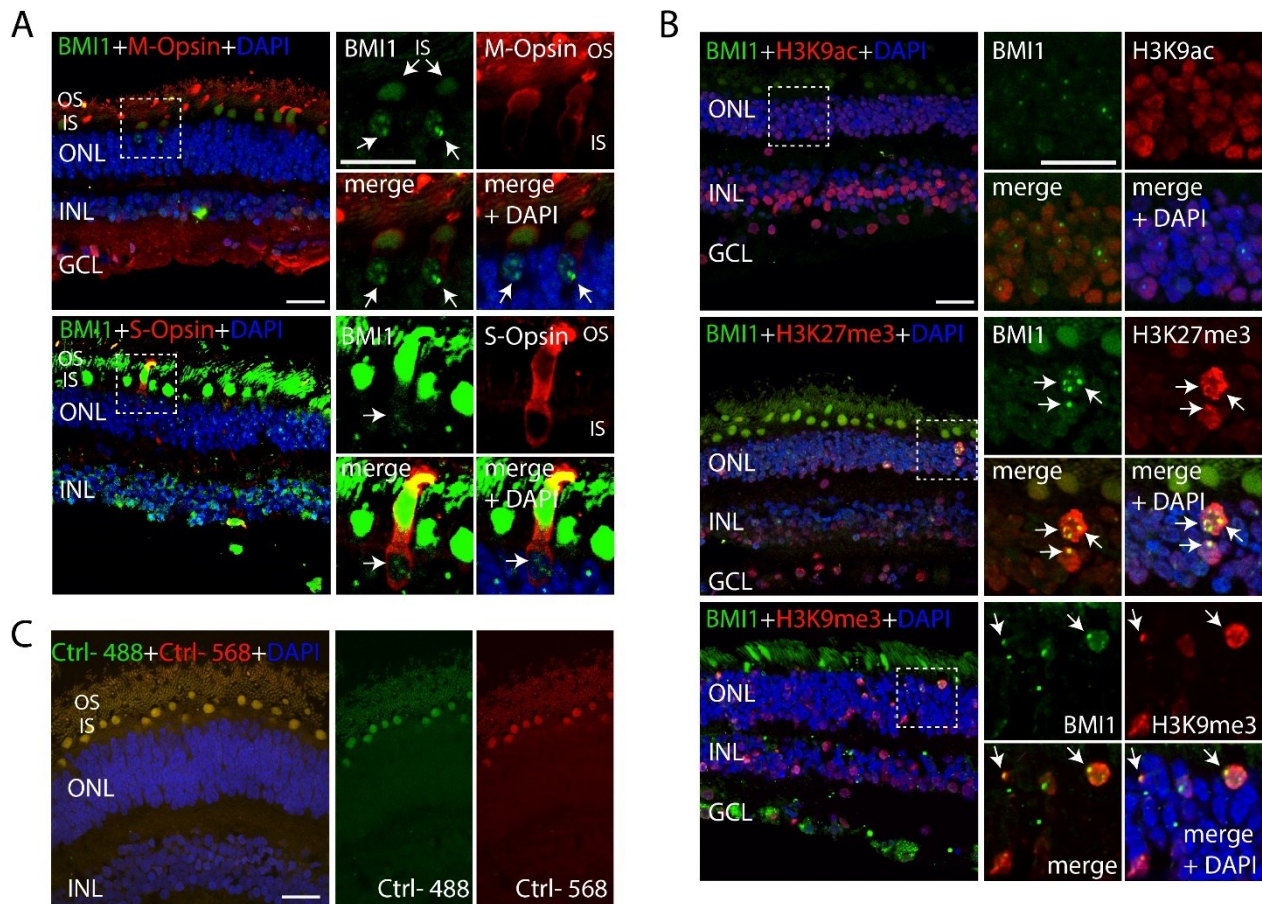 A
BMI1+M-Opsin+DAPI
OS
IS
ONL
INL
GCL
BMI1
IS
M-Opsin
OS
IS
merge
merge
+ DAPI
BMI1+S-Opsin+DAPI
OS
IS
ONL
INL
BMI1
S-Opsin
OS
IS
merge
merge
+ DAPI
B
BMI1+H3K9ac+DAPI
ONL
INL
GCL
BMI1
H3K9ac
merge
merge
+ DAPI
BMI1+H3K27me3+DAPI
ONL
INL
GCL
BMI1
H3K27me3
merge
merge
+ DAPI
BMI1+H3K9me3+DAPI
ONL
INL
GCL
BMI1
H3K9me3
merge
merge
+ DAPI
C
Ctrl- 488+Ctrl- 568+DAPI
OS
IS
ONL
INL
Ctrl- 488
Ctrl- 568